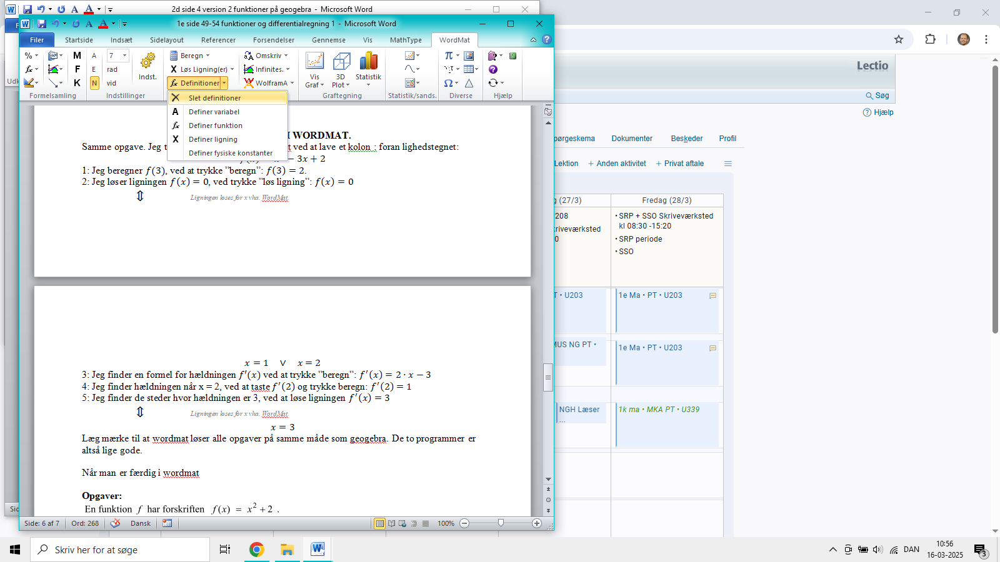 2d side 4 version 2 funktioner på geogebra - Microsoft Word
1e side 49-54 funktioner og differentialregning 1 - Microsoft Word
Filer Startside Indsæt Sidelayout Referencer Forsendelser Gennemse Vis MathType WordMat
% M A 7 Beregn Omskriv π
fx F E rad Indst. X Løs Ligning(er) Infinites. Vis Graf 3D Plot Statistik
K N vid fx Definitioner WolframA Ω
Formelsamling Indstillinger Graftegning Statistik/sands. Diverse Hjælp
Slet definitioner
A Definer variabel
fx Definer funktion
X Definer ligning
Definer fysiske konstanter
WORDMAT.
Samme opgave. Jeg t
ved at lave et kolon : foran lighedstegnet:
− 3x + 2
1: Jeg beregner f(3), ved at trykke ”beregn”: f(3) = 2.
2: Jeg løser ligningen f(x) = 0, ved trykke ”løs ligning”: f(x) = 0
⇕ Ligningen løses for x vha. WordMat.
x = 1 ∨ x = 2
3: Jeg finder en formel for hældningen f′(x) ved at trykke ”beregn”: f′(x) = 2 · x − 3
4: Jeg finder hældningen når x = 2, ved at taste f′(2) og trykke beregn: f′(2) = 1
5: Jeg finder de steder hvor hældningen er 3, ved at løse ligningen f′(x) = 3
⇕ Ligningen løses for x vha. WordMat.
x = 3
Læg mærke til at wordmat løser alle opgaver på samme måde som geogebra. De to programmer er
altså lige gode.
Når man er færdig i wordmat
Opgaver:
En funktion f har forskriften f(x) = x² + 2 .
Side: 6 af 7 Ord: 268 Dansk 100%
Lectio
Søg
Hjælp
pørgeskema Dokumenter Beskeder Profil
Lektion + Anden aktivitet + Privat aftale
g (27/3) Fredag (28/3)
208
kriveværksted
0
• SRP + SSO Skriveværksted
kl 08:30 -15:20
• SRP periode
• SSO
T • U203
1e Ma • PT • U203
MUS NG PT •
1e Ma • PT • U203
NGH Læser
...
1k ma • MKA PT • U339
Skriv her for at søge
DAN
10:56
16-03-2025
3